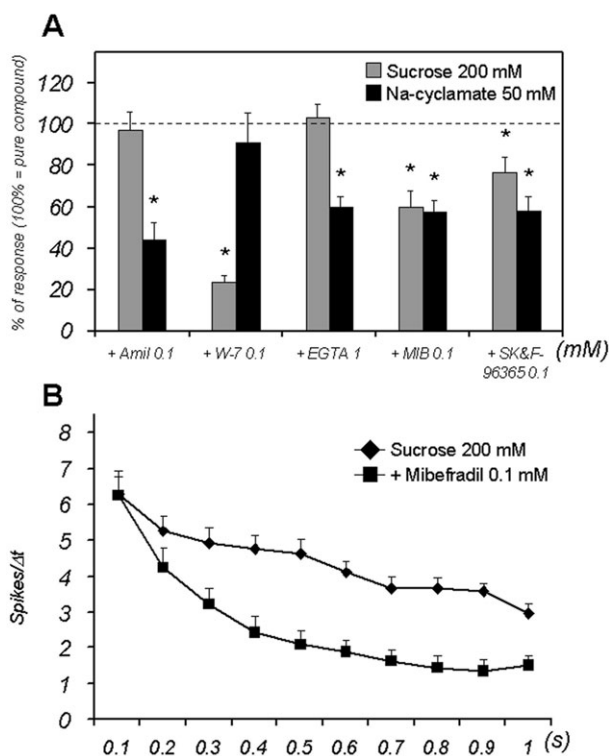 A
% of response (100% = pure compound)
120
100
80
60
40
20
0
Sucrose 200 mM
Na-cyclamate 50 mM
*
*
*
*
*
*
*
+ Amil 0.1
+ W-7 0.1
+ EGTA 1
+ MIB 0.1
+ SK&F-
96365 0.1
(mM)
B
Spikes/Δt
8
7
6
5
4
3
2
1
0
Sucrose 200 mM
+ Mibefradil 0.1 mM
0.1 0.2 0.3 0.4 0.5 0.6 0.7 0.8 0.9 1 (s)